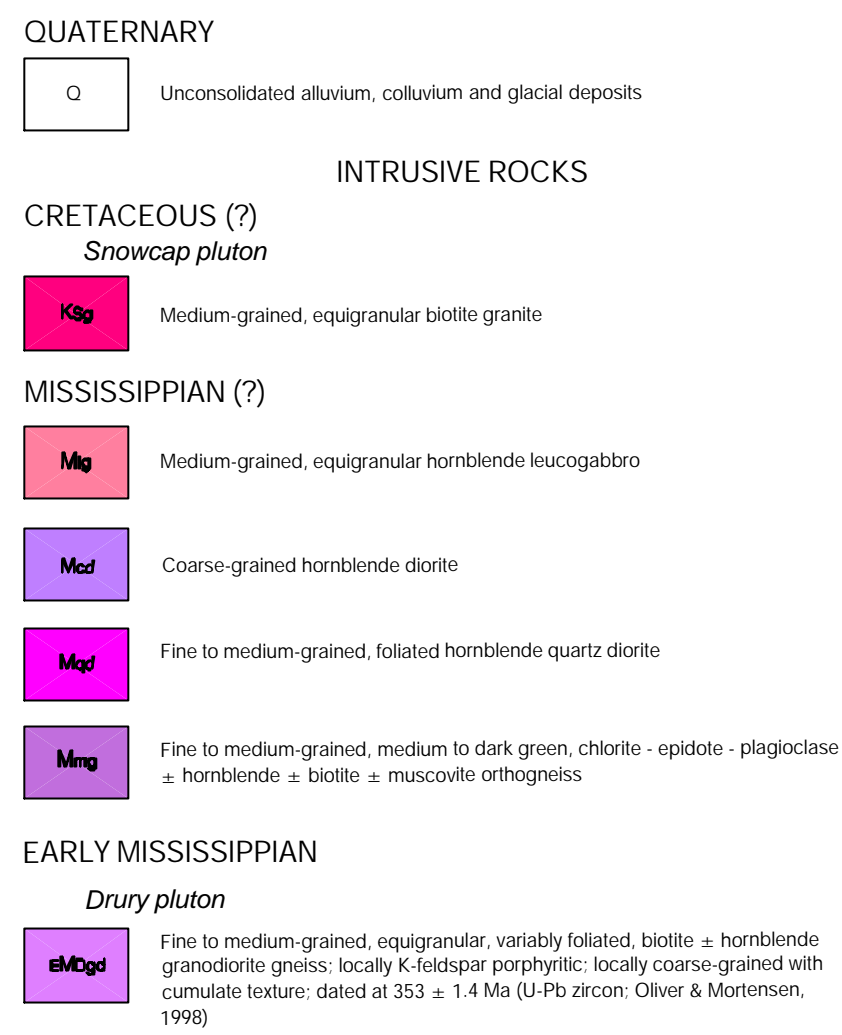 QUATERNARY
Q
Unconsolidated alluvium, colluvium and glacial deposits
INTRUSIVE ROCKS
CRETACEOUS (?)
Snowcap pluton
KSg
Medium-grained, equigranular biotite granite
MISSISSIPPIAN (?)
Mlg
Medium-grained, equigranular hornblende leucogabbro
Mcd
Coarse-grained hornblende diorite
Mqd
Fine to medium-grained, foliated hornblende quartz diorite
Mmg
Fine to medium-grained, medium to dark green, chlorite - epidote - plagioclase
± hornblende ± biotite ± muscovite orthogneiss
EARLY MISSISSIPPIAN
Drury pluton
EMDgd
Fine to medium-grained, equigranular, variably foliated, biotite ± hornblende
granodiorite gneiss; locally K-feldspar porphyritic; locally coarse-grained with
cumulate texture; dated at 353 ± 1.4 Ma (U-Pb zircon; Oliver & Mortensen,
1998)